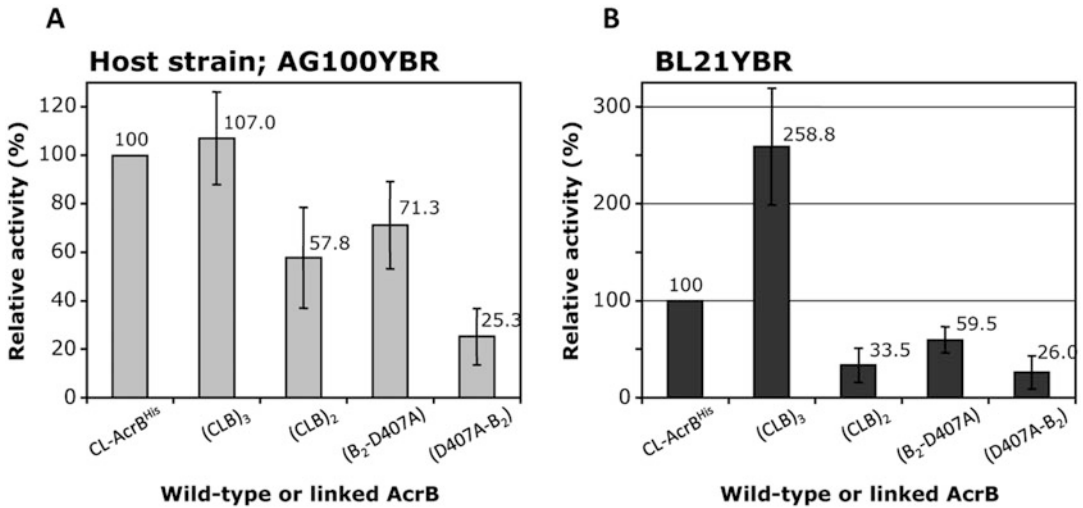 A
Host strain; AG100YBR
Relative activity (%)
120
100
80
60
40
20
0
100
107.0
57.8
71.3
25.3
CL-AcrB^His
(CLB)₃
(CLB)₂
(B₂-D407A)
(D407A-B₂)
Wild-type or linked AcrB
B
BL21YBR
Relative activity (%)
300
200
100
0
100
258.8
33.5
59.5
26.0
CL-AcrB^His
(CLB)₃
(CLB)₂
(B₂-D407A)
(D407A-B₂)
Wild-type or linked AcrB